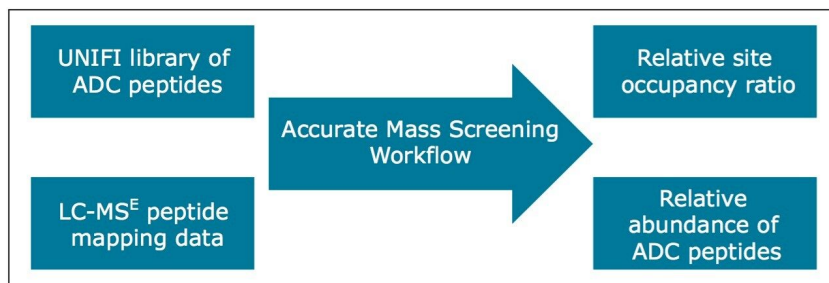 UNIFI library of
ADC peptides
LC-MSᴱ peptide
mapping data
Accurate Mass Screening
Workflow
Relative site
occupancy ratio
Relative
abundance of
ADC peptides